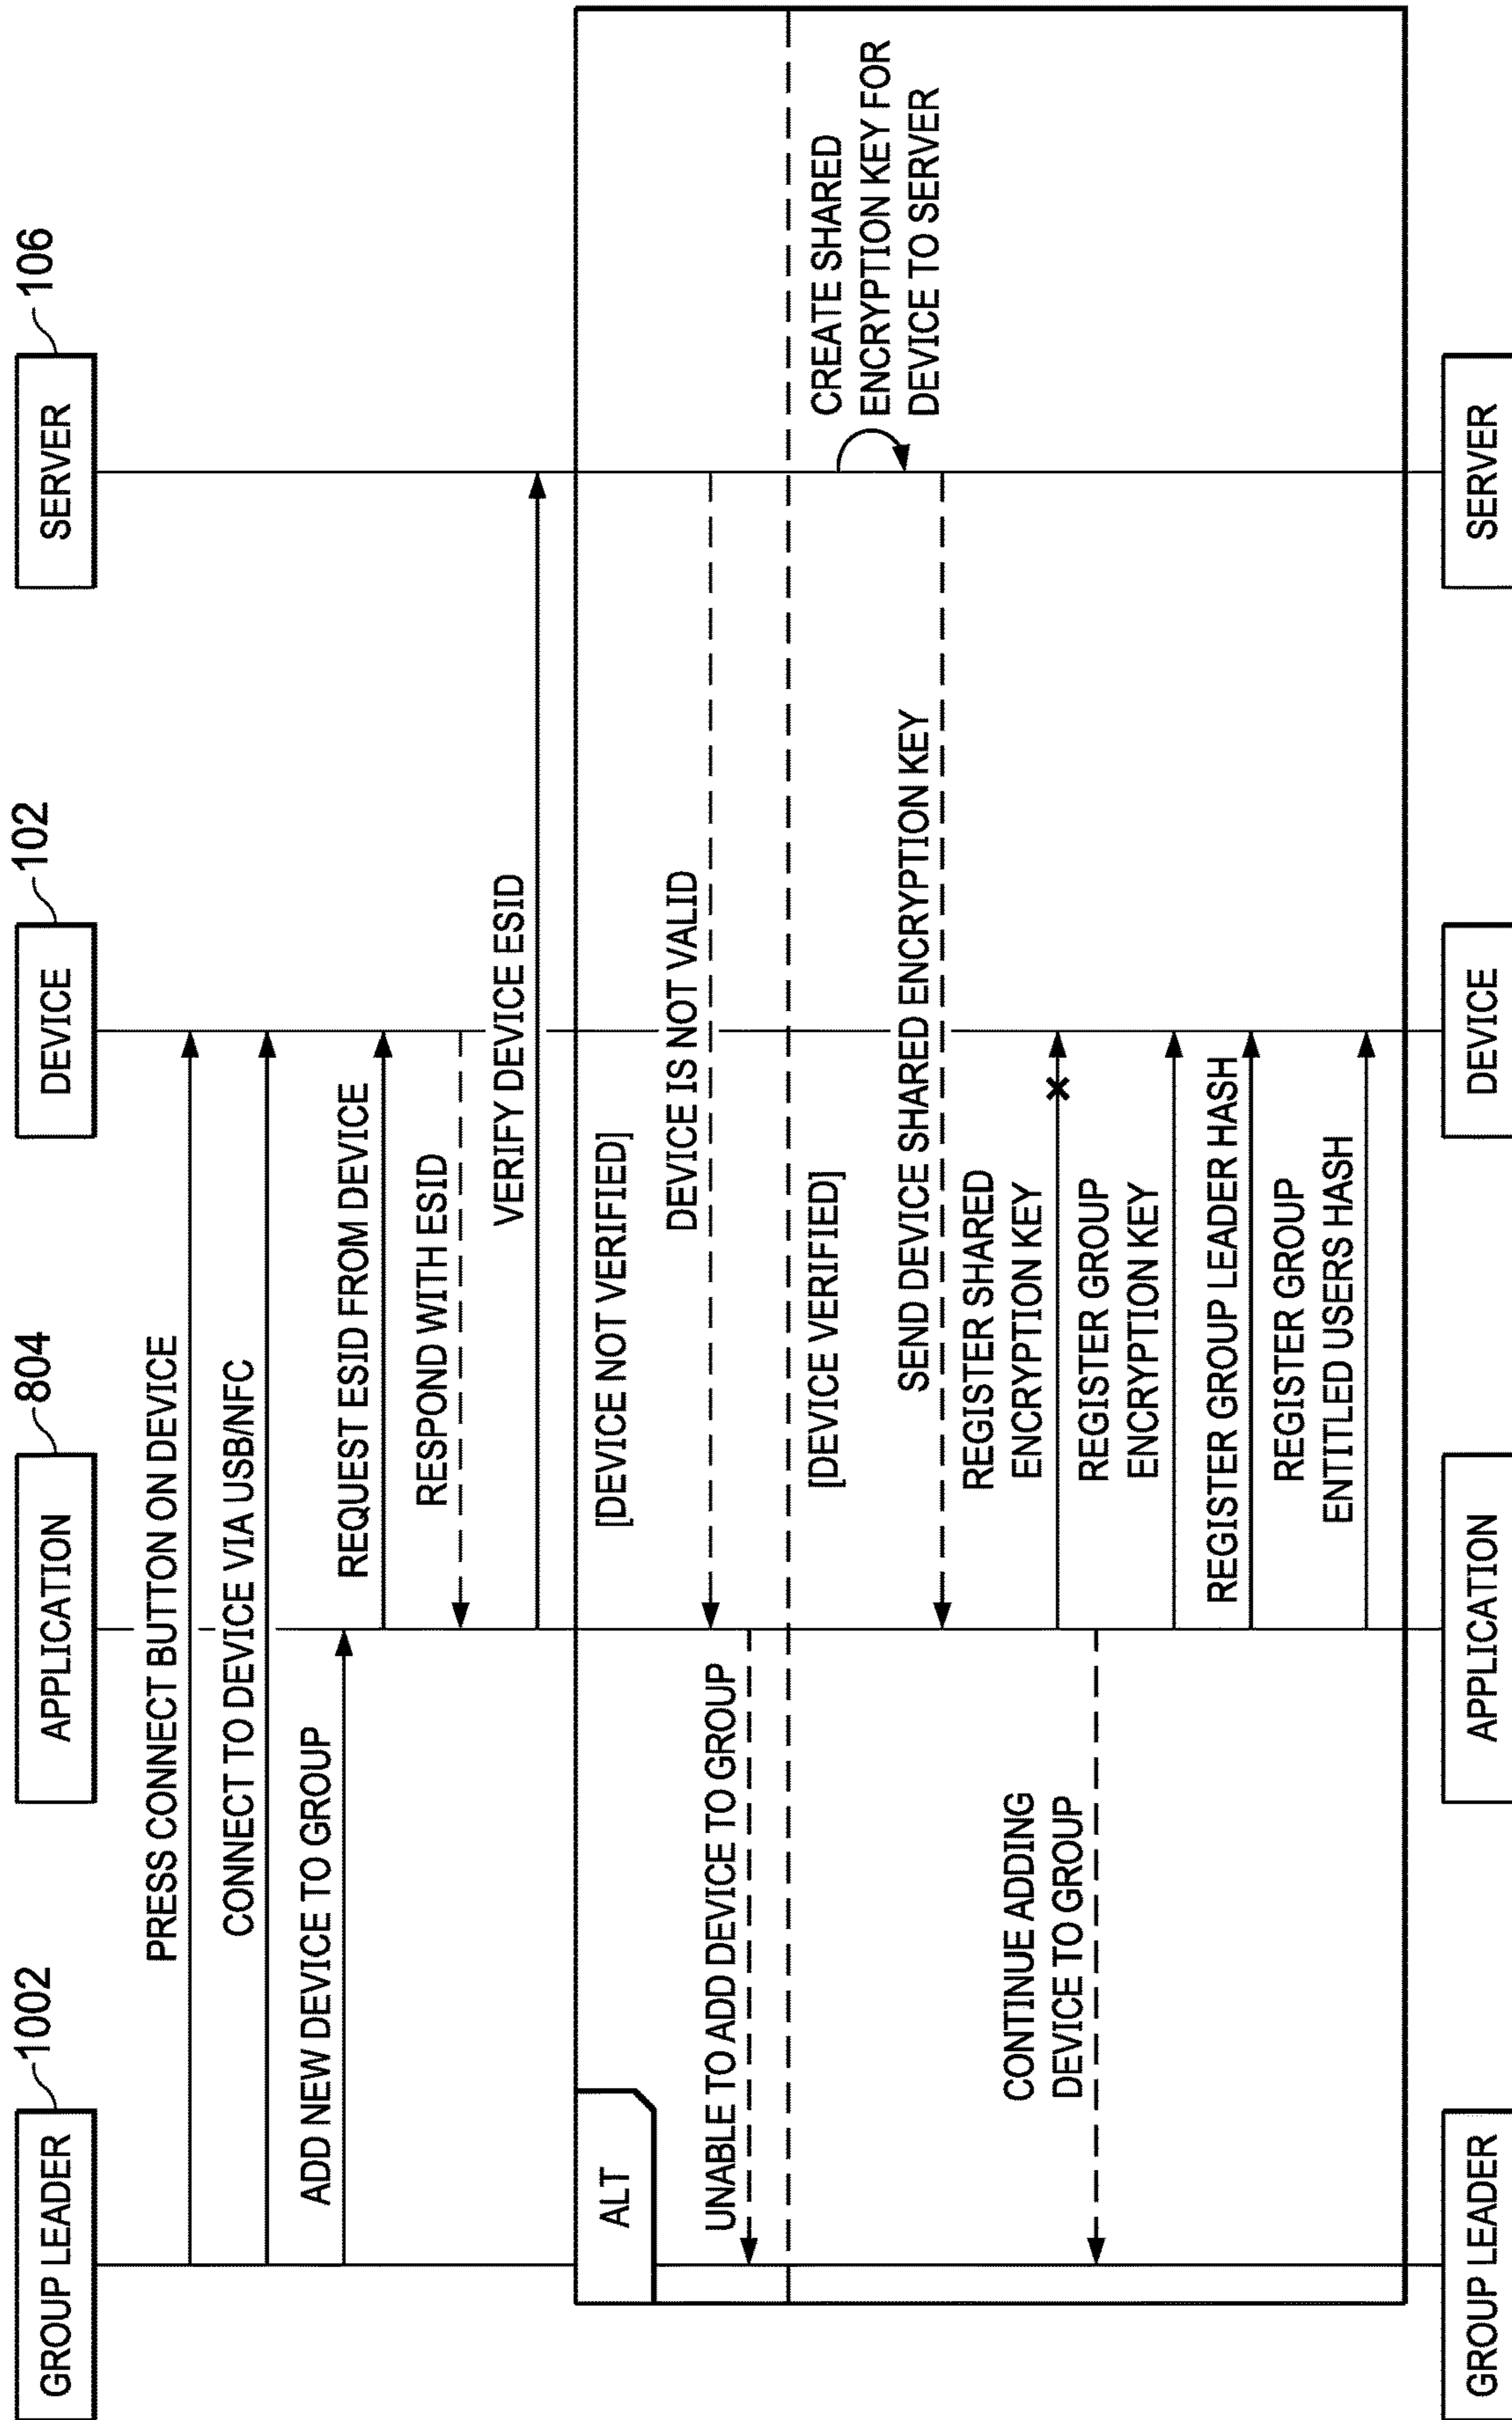 GROUP LEADER
1002
APPLICATION
804
DEVICE
102
SERVER
106
PRESS CONNECT BUTTON ON DEVICE
CONNECT TO DEVICE VIA USB/NFC
ADD NEW DEVICE TO GROUP
REQUEST ESID FROM DEVICE
RESPOND WITH ESID
VERIFY DEVICE ESID
ALT
[DEVICE NOT VERIFIED]
DEVICE IS NOT VALID
UNABLE TO ADD DEVICE TO GROUP
[DEVICE VERIFIED]
CREATE SHARED
ENCRYPTION KEY FOR
DEVICE TO SERVER
SEND DEVICE SHARED ENCRYPTION KEY
REGISTER SHARED
ENCRYPTION KEY
CONTINUE ADDING
DEVICE TO GROUP
REGISTER GROUP
ENCRYPTION KEY
REGISTER GROUP LEADER HASH
REGISTER GROUP
ENTITLED USERS HASH
GROUP LEADER
APPLICATION
DEVICE
SERVER